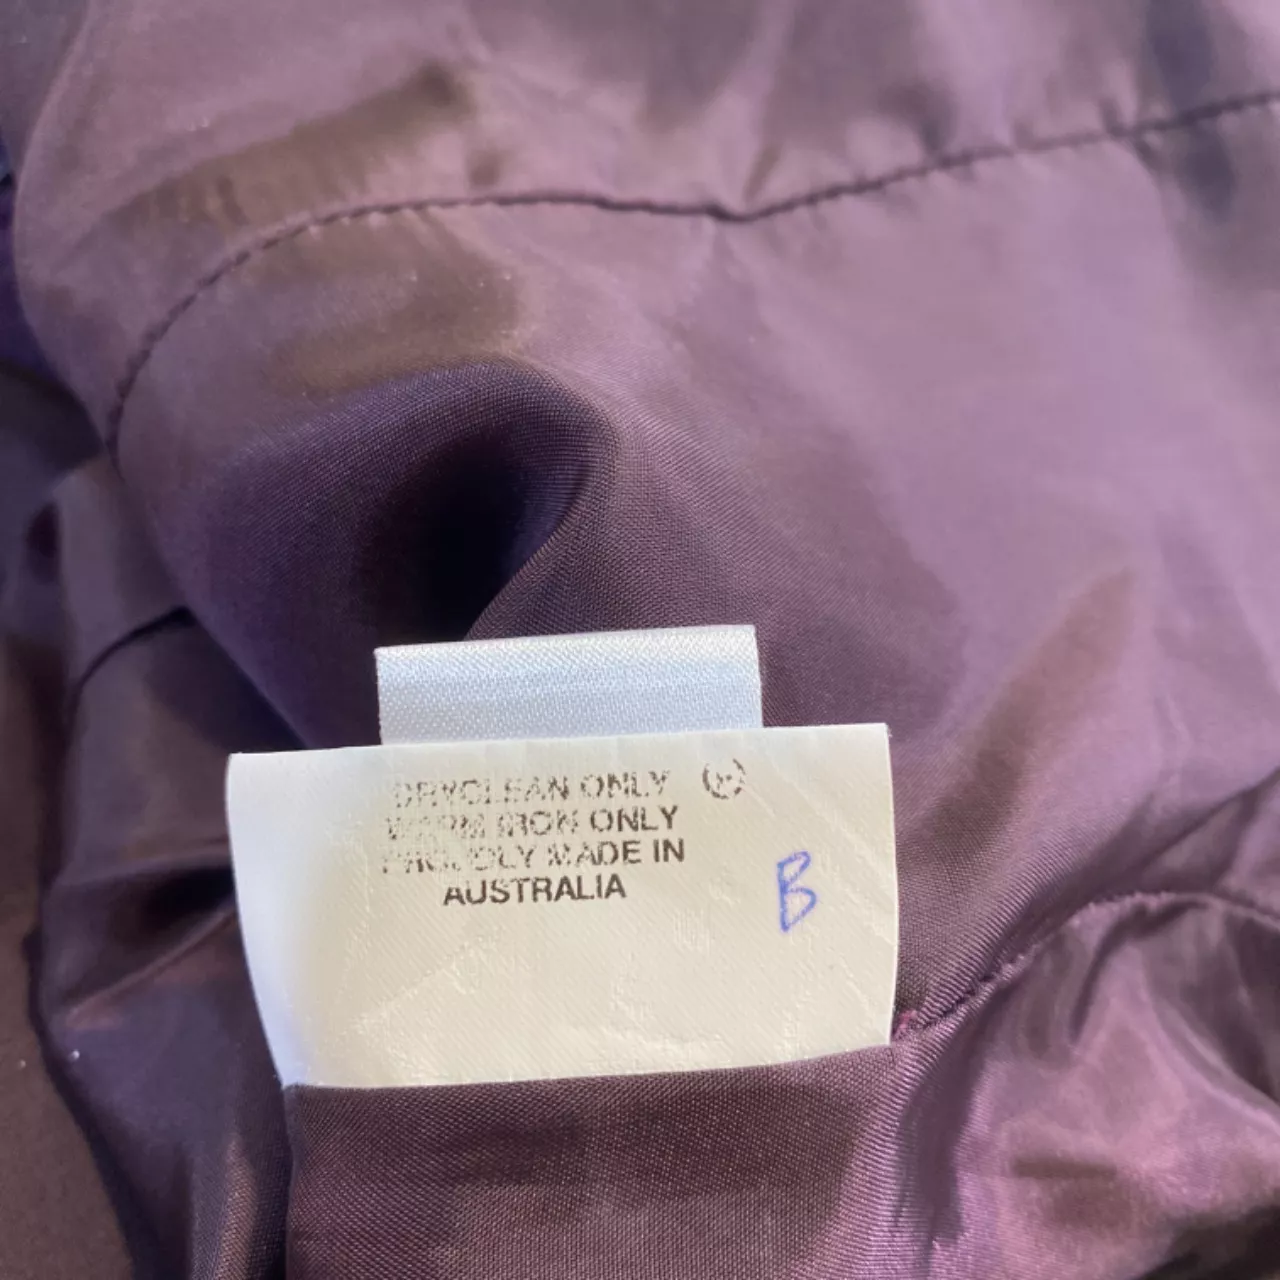 DRYCLEAN ONLY
WARM IRON ONLY
PROUDLY MADE IN
AUSTRALIA
B